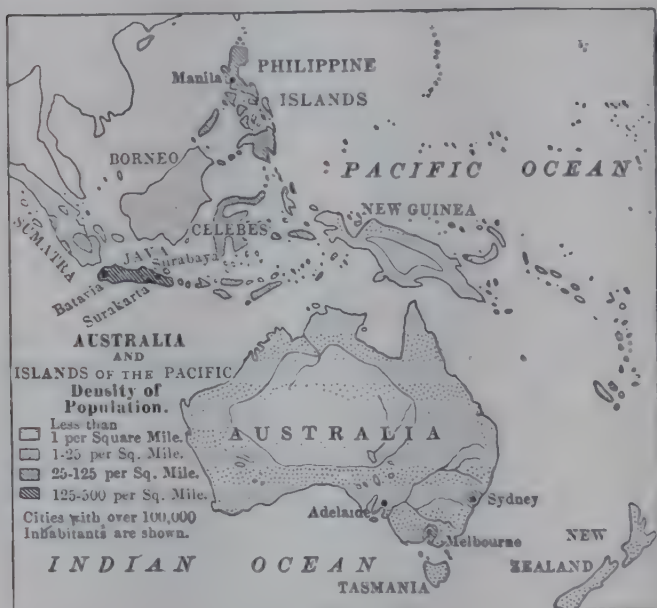 PHILIPPINE
Manila
ISLANDS
BORNEO
PACIFIC OCEAN
NEW GUINEA
CELEBES
SUMATRA
JAVA
Surabaya
Batavia
Surakarta
AUSTRALIA
AND
ISLANDS OF THE PACIFIC
Density of
Population.
Less than
1 per Square Mile.
1-25 per Sq. Mile.
25-125 per Sq. Mile.
125-500 per Sq. Mile.
Cities with over 100,000
Inhabitants are shown.
AUSTRALIA
Adelaide
Sydney
Melbourne
NEW
ZEALAND
INDIAN OCEAN
TASMANIA